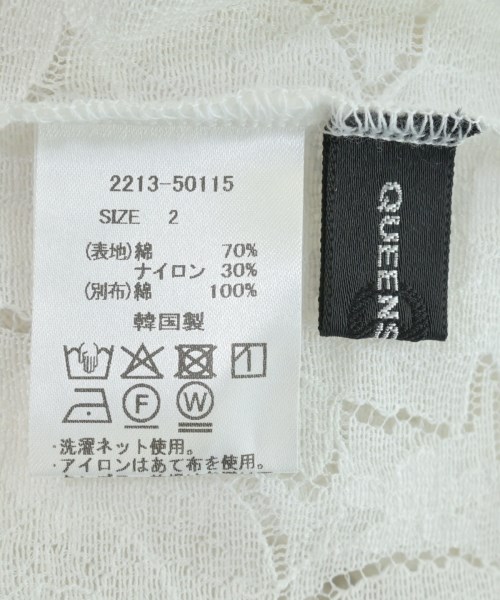 2213-50115
SIZE 2
(表地)綿 70%
ナイロン 30%
(別布)綿 100%
韓国製
F W
・洗濯ネット使用。
・アイロンはあて布を使用。
QUEENS